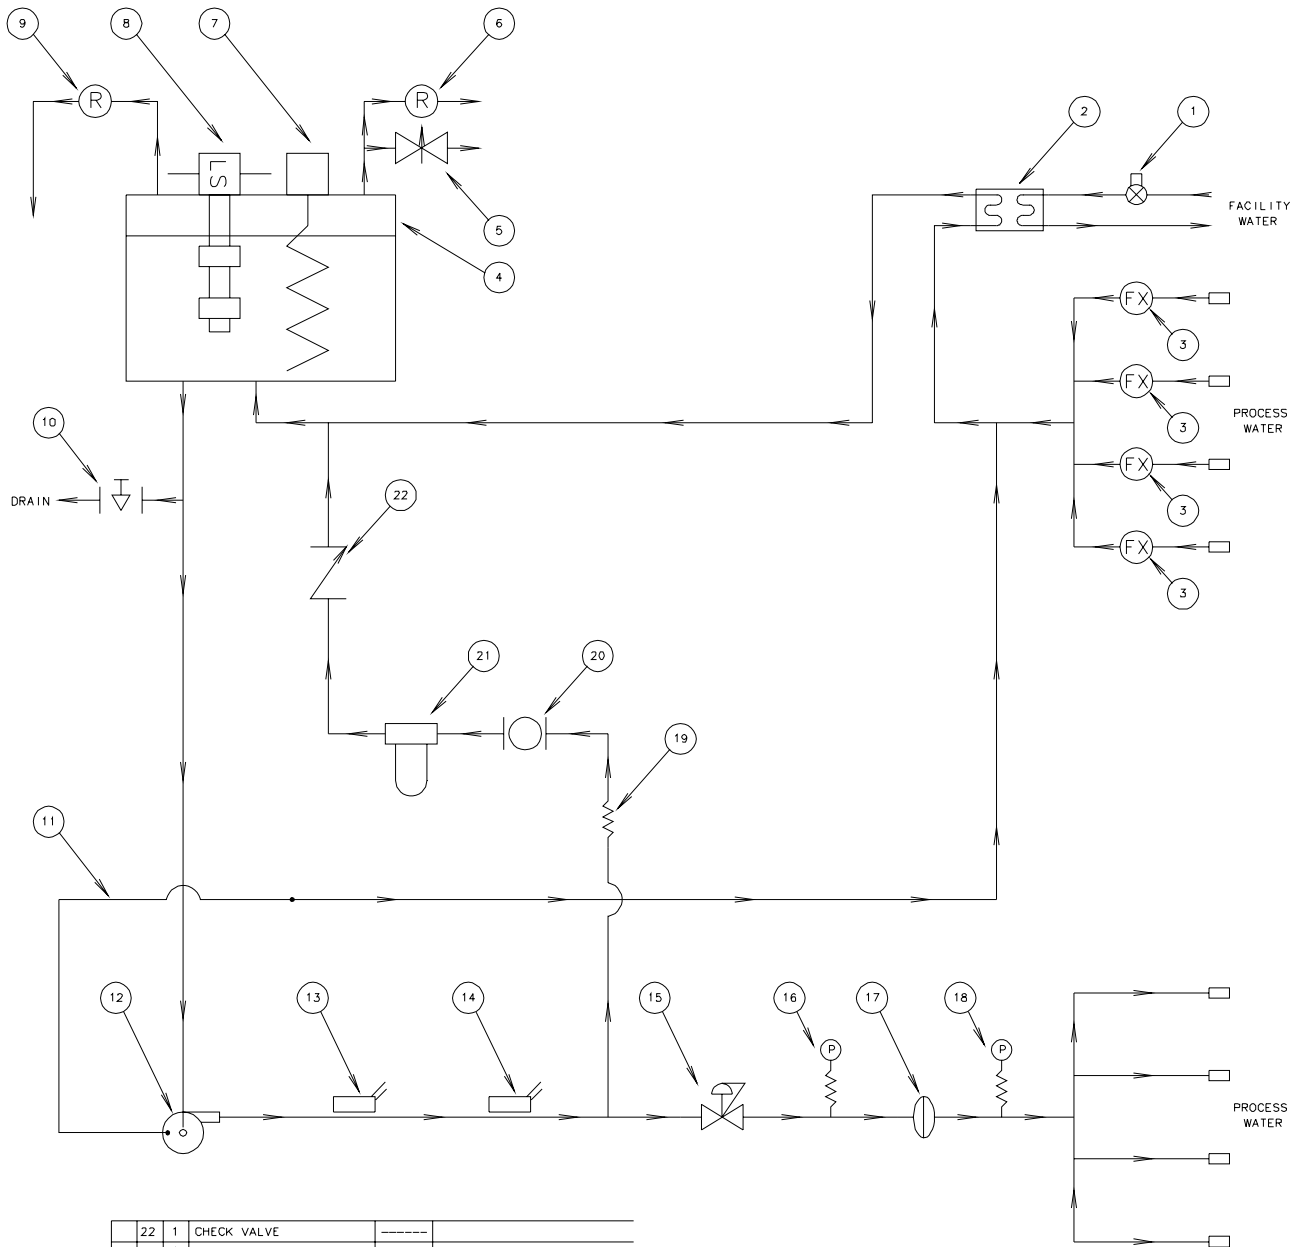 9
8
7
6
R
R
2
1
LS
FACILITY
WATER
5
4
FX
3
FX
3
PROCESS
WATER
10
FX
3
DRAIN
22
FX
3
21
20
19
11
12
13
14
15
16
17
18
P
P
PROCESS
WATER
22 1 CHECK VALVE ------